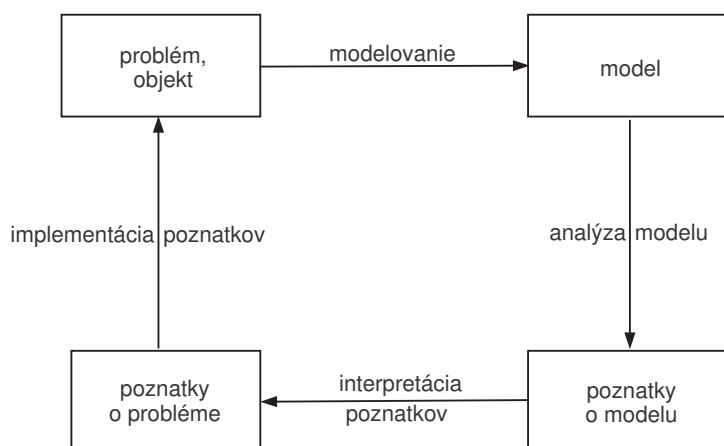 problém,
objekt
modelovanie
model
implementácia poznatkov
analýza modelu
poznatky
o probléme
interpretácia
poznatkov
poznatky
o modelu